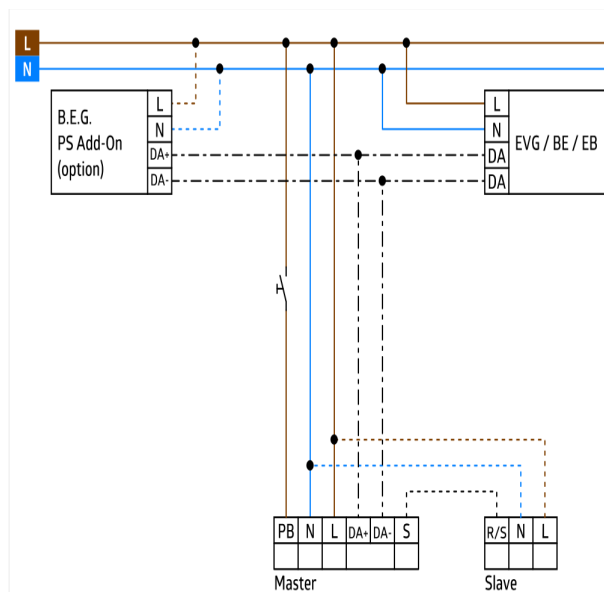 L
N
B.E.G.
PS Add-On
(option)
L
N
DA+
DA-
L
N
DA
DA
EVG / BE / EB
PB N L DA+ DA- S
R/S N L
Master
Slave